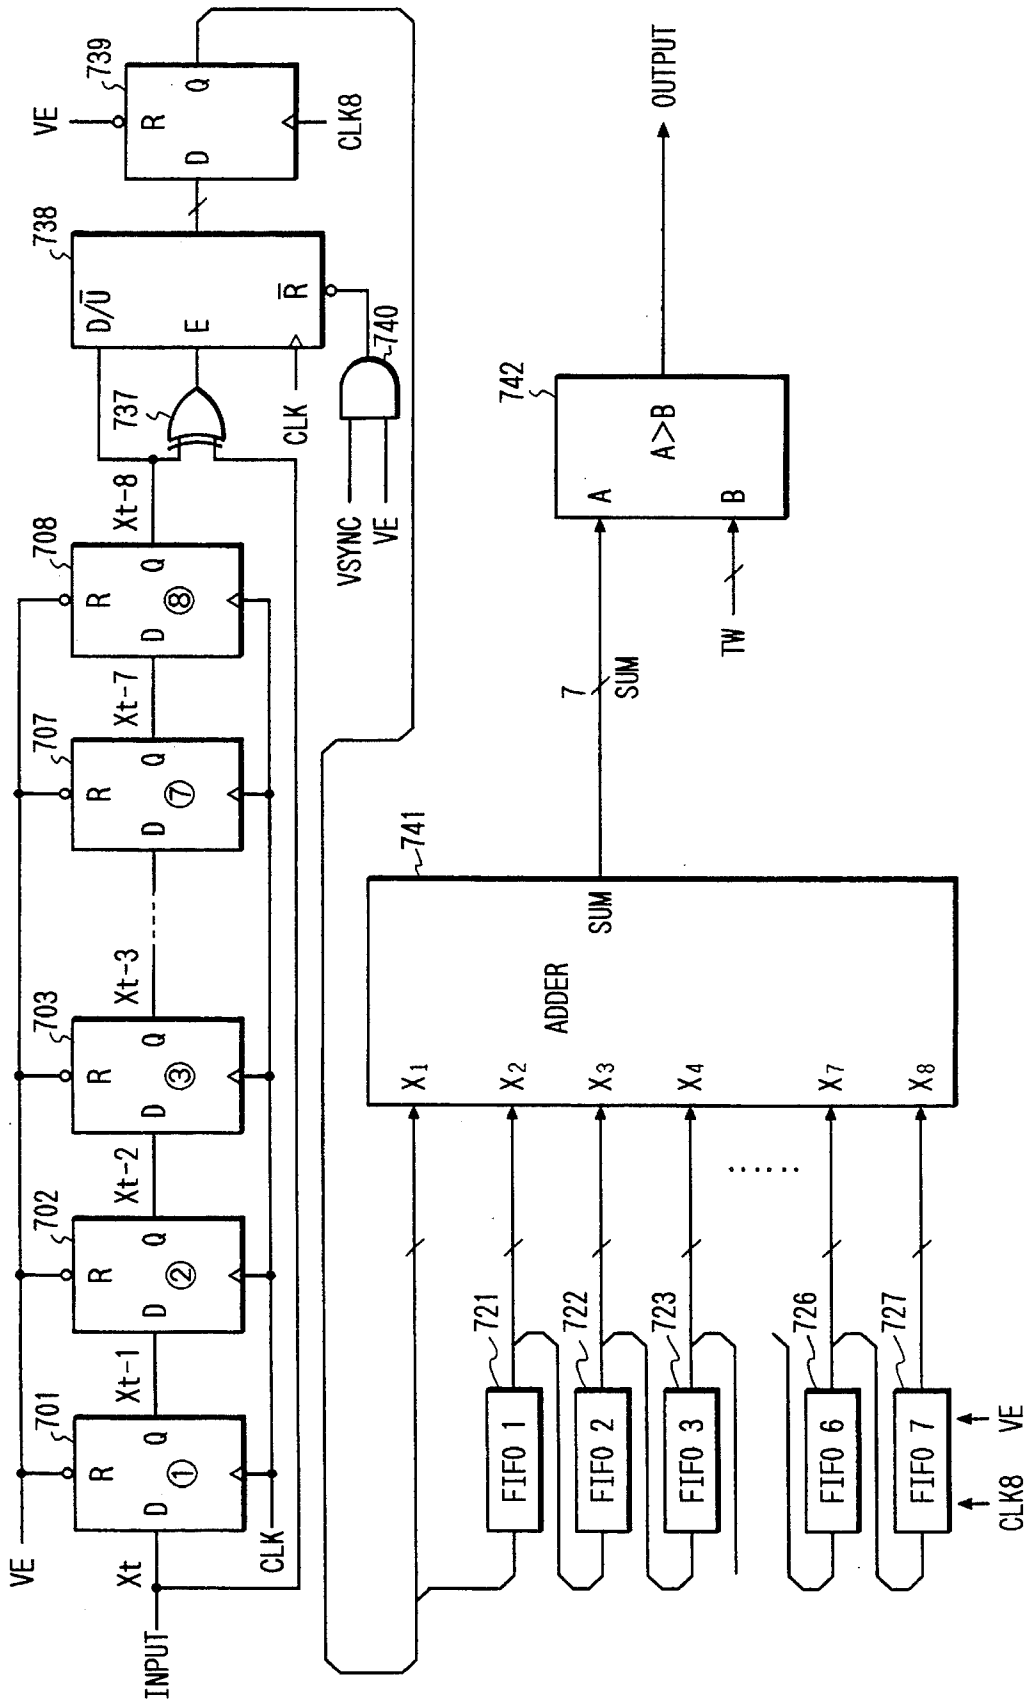 VE
701
702
703
707
708
R
R
R
R
R
D ① Q
D ② Q
D ③ Q
D ⑦ Q
D ⑧ Q
INPUT
Xt
Xt-1
Xt-2
Xt-3
Xt-7
Xt-8
CLK
737
738
D/U̅
E
R̅
CLK
VSYNC
VE
740
VE
739
R
D
Q
CLK8
721
FIFO 1
722
FIFO 2
723
FIFO 3
......
726
FIFO 6
727
FIFO 7
CLK8
VE
741
X1
X2
X3
X4
X7
X8
ADDER
SUM
7
SUM
TW
742
A
B
A>B
OUTPUT